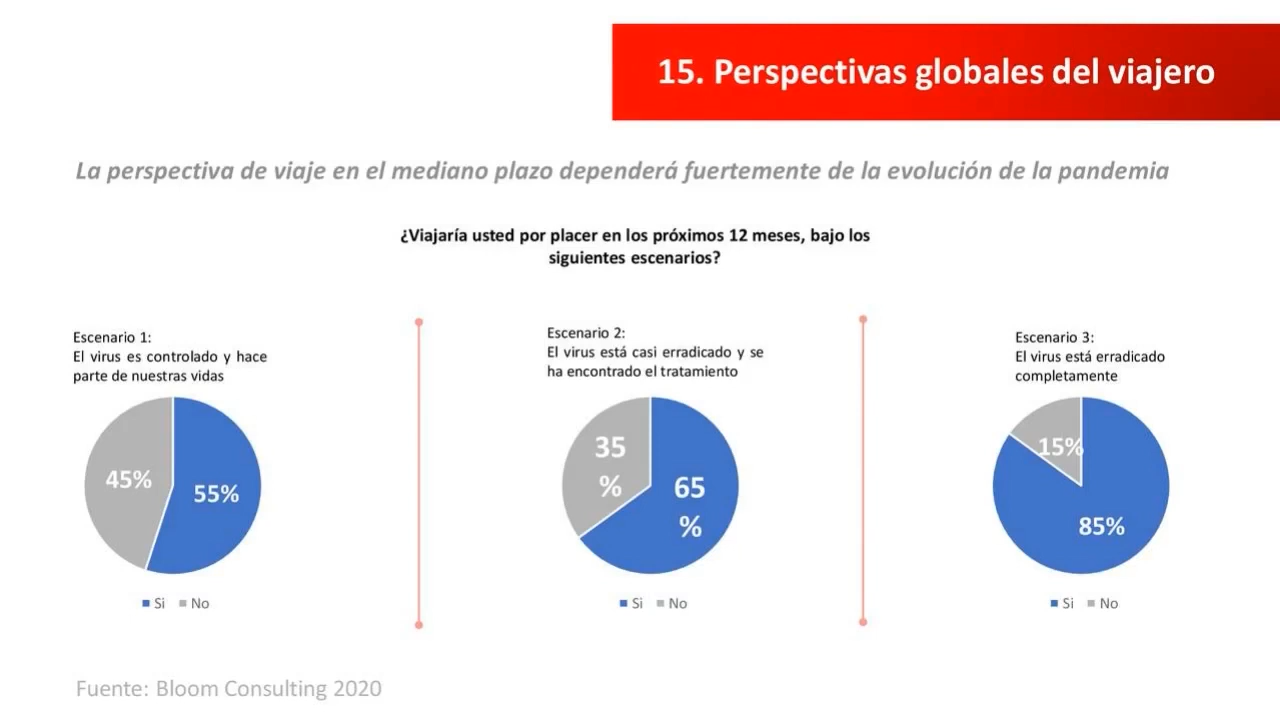 15. Perspectivas globales del viajero
La perspectiva de viaje en el mediano plazo dependerá fuertemente de la evolución de la pandemia
¿Viajaría usted por placer en los próximos 12 meses, bajo los
siguientes escenarios?
Escenario 1:
El virus es controlado y hace
parte de nuestras vidas
45%
55%
Si No
Escenario 2:
El virus está casi erradicado y se
ha encontrado el tratamiento
35
%
65
%
Si No
Escenario 3:
El virus está erradicado
completamente
15%
85%
Si No
Fuente: Bloom Consulting 2020